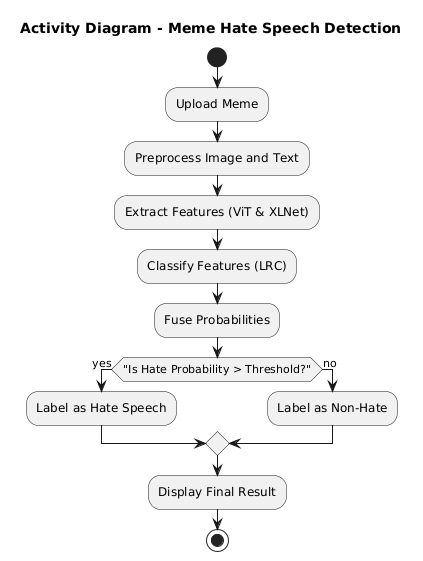 Activity Diagram - Meme Hate Speech Detection
Upload Meme
Preprocess Image and Text
Extract Features (ViT & XLNet)
Classify Features (LRC)
Fuse Probabilities
yes
"Is Hate Probability > Threshold?"
no
Label as Hate Speech
Label as Non-Hate
Display Final Result